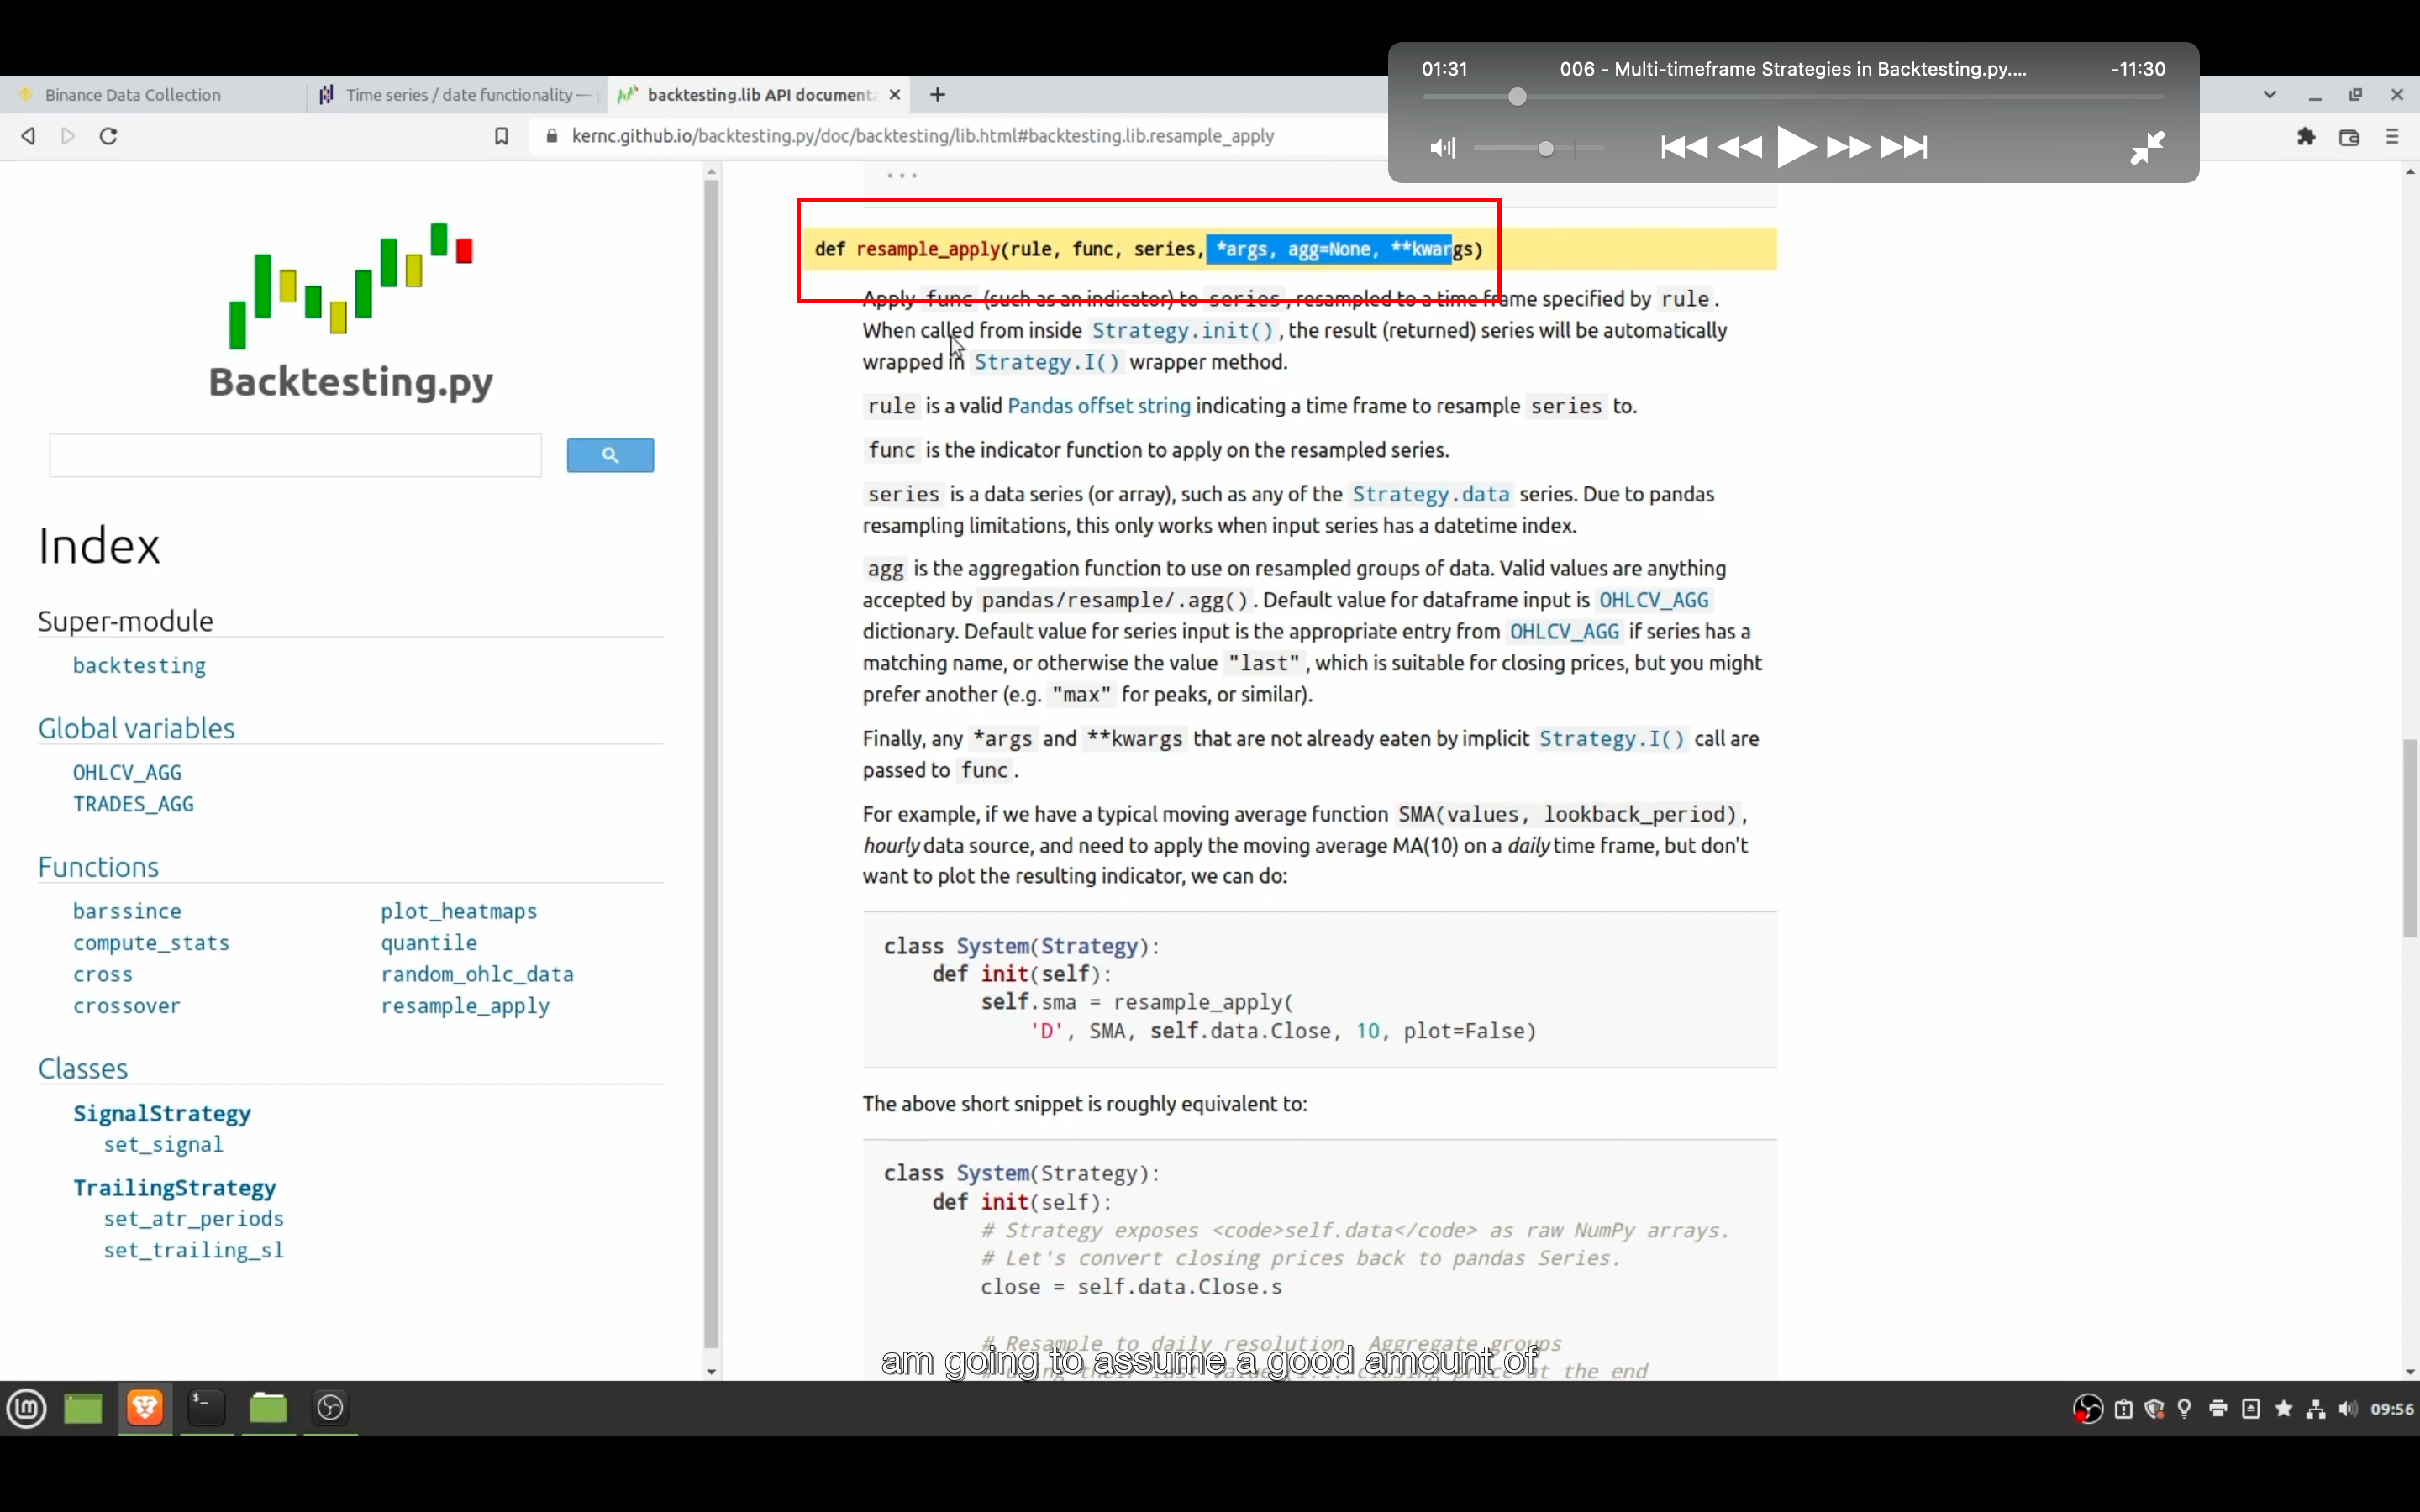 01:31
006 - Multi-timeframe Strategies in Backtesting.py....
-11:30
Binance Data Collection
Time series / date functionality —
backtesting.lib API document
kernc.github.io/backtesting.py/doc/backtesting/lib.html#backtesting.lib.resample_apply
Backtesting.py
Index
Super-module
backtesting
Global variables
OHLCV_AGG
TRADES_AGG
Functions
barssince
compute_stats
cross
crossover
plot_heatmaps
quantile
random_ohlc_data
resample_apply
Classes
SignalStrategy
set_signal
TrailingStrategy
set_atr_periods
set_trailing_sl
...
def resample_apply(rule, func, series, *args, agg=None, **kwargs)
Apply func (such as an indicator) to series, resampled to a time frame specified by rule.
When called from inside Strategy.init(), the result (returned) series will be automatically
wrapped in Strategy.I() wrapper method.
rule is a valid Pandas offset string indicating a time frame to resample series to.
func is the indicator function to apply on the resampled series.
series is a data series (or array), such as any of the Strategy.data series. Due to pandas
resampling limitations, this only works when input series has a datetime index.
agg is the aggregation function to use on resampled groups of data. Valid values are anything
accepted by pandas/resample/.agg(). Default value for dataframe input is OHLCV_AGG
dictionary. Default value for series input is the appropriate entry from OHLCV_AGG if series has a
matching name, or otherwise the value "last", which is suitable for closing prices, but you might
prefer another (e.g. "max" for peaks, or similar).
Finally, any *args and **kwargs that are not already eaten by implicit Strategy.I() call are
passed to func.
For example, if we have a typical moving average function SMA(values, lookback_period),
hourly data source, and need to apply the moving average MA(10) on a daily time frame, but don't
want to plot the resulting indicator, we can do:
class System(Strategy):
def init(self):
self.sma = resample_apply(
'D', SMA, self.data.Close, 10, plot=False)
The above short snippet is roughly equivalent to:
class System(Strategy):
def init(self):
# Strategy exposes <code>self.data</code> as raw NumPy arrays.
# Let's convert closing prices back to pandas Series.
close = self.data.Close.s
# Resample to daily resolution. Aggregate groups
# using their last value (i.e. closing price at the end
am going to assume a good amount of
09:56